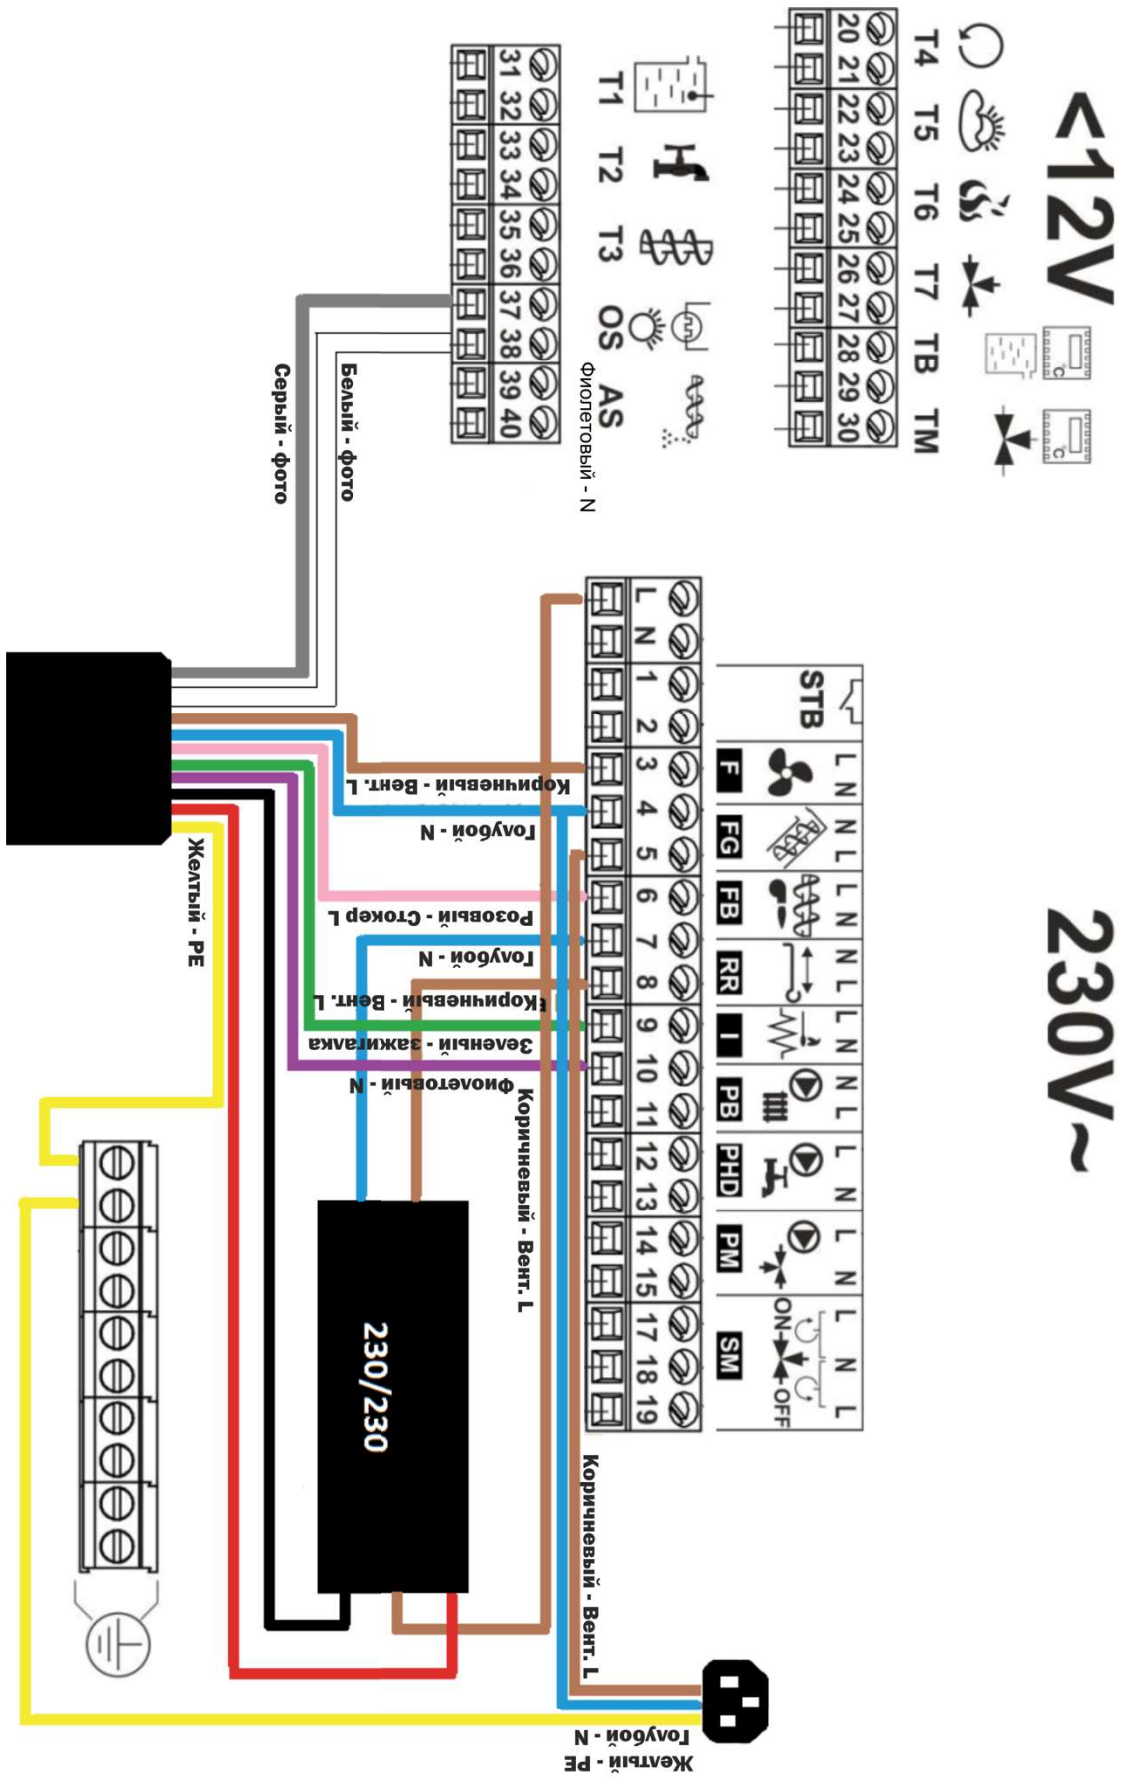 <12V
T4 T5 T6 T7 TB TM
°C °C
20 21 22 23 24 25 26 27 28 29 30
T1 T2 T3 OS AS
31 32 33 34 35 36 37 38 39 40
Фиолетовый - N
Белый - фото
Серый - фото
230V~
L N N L L N N L L N N L L N L N L N L
STB
ON OFF
F FG FB RR I PB PHD PM SM
L N 1 2 3 4 5 6 7 8 9 10 11 12 13 14 15 17 18 19
Коричневый - Вент. L
Голубой - N
Розовый - Стокер L
Голубой - N
Коричневый - Вент. L
Зеленый - зажигалка
Фиолетовый - N
Желтый - PE
Коричневый - Вент. L
230/230
Коричневый - Вент. L
Голубой - N
Желтый - PE